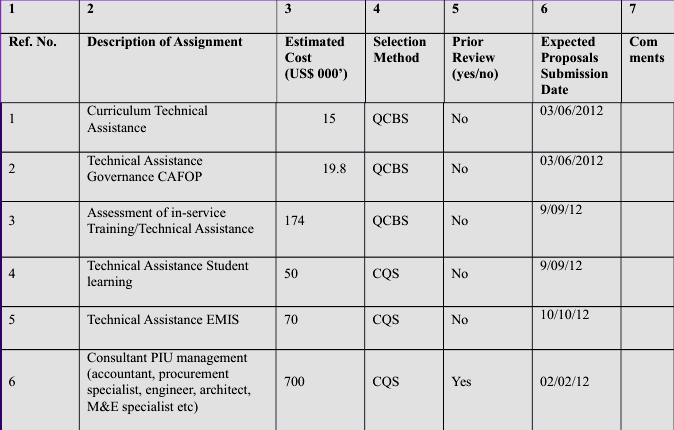 1 2 3 4 5 6 7
Ref. No. Description of Assignment Estimated Cost (US$ 000’) Selection Method Prior Review (yes/no) Expected Proposals Submission Date Com ments
1 Curriculum Technical Assistance 15 QCBS No 03/06/2012
2 Technical Assistance Governance CAFOP 19.8 QCBS No 03/06/2012
3 Assessment of in-service Training/Technical Assistance 174 QCBS No 9/09/12
4 Technical Assistance Student learning 50 CQS No 9/09/12
5 Technical Assistance EMIS 70 CQS No 10/10/12
6 Consultant PIU management (accountant, procurement specialist, engineer, architect, M&E specialist etc) 700 CQS Yes 02/02/12